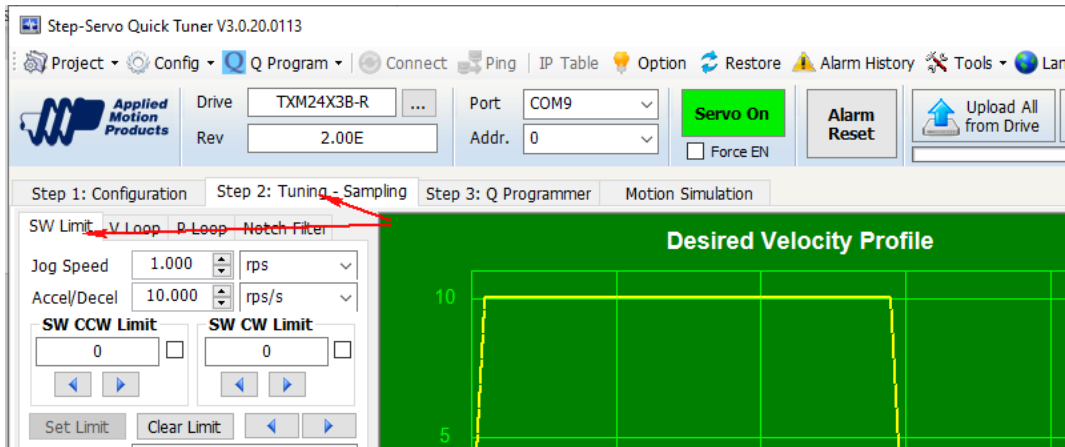 Step-Servo Quick Tuner V3.0.20.0113
Project Config Q Q Program Connect Ping IP Table Option Restore Alarm History Tools
Applied
Motion
Products
Drive TXM24X3B-R ...
Rev 2.00E
Port COM9
Addr. 0
Servo On
Force EN
Alarm
Reset
Upload All
from Drive
Step 1: Configuration Step 2: Tuning - Sampling Step 3: Q Programmer Motion Simulation
SW Limit V Loop P Loop Notch Filter
Jog Speed 1.000 rps
Accel/Decel 10.000 rps/s
SW CCW Limit SW CW Limit
0 0
Set Limit Clear Limit
Desired Velocity Profile
10
5